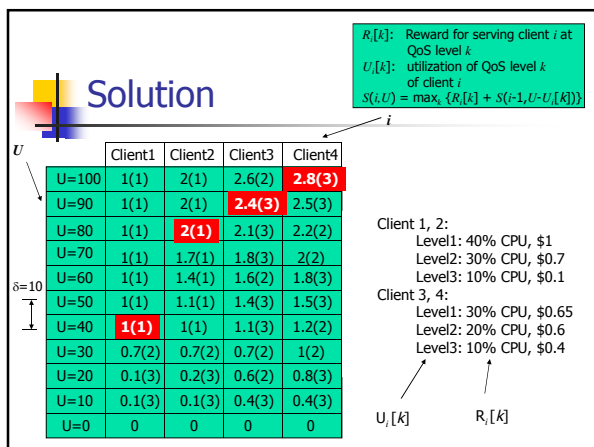 R_i[k]: Reward for serving client i at
QoS level k
U_i[k]: utilization of QoS level k
of client i
S(i,U) = max_k {R_i[k] + S(i-1,U-U_i[k])}
Solution
i
U
Client1 Client2 Client3 Client4
U=100 1(1) 2(1) 2.6(2) 2.8(3)
U=90 1(1) 2(1) 2.4(3) 2.5(3)
U=80 1(1) 2(1) 2.1(3) 2.2(2)
U=70 1(1) 1.7(1) 1.8(3) 2(2)
U=60 1(1) 1.4(1) 1.6(2) 1.8(3)
U=50 1(1) 1.1(1) 1.4(3) 1.5(3)
U=40 1(1) 1(1) 1.1(3) 1.2(2)
U=30 0.7(2) 0.7(2) 0.7(2) 1(2)
U=20 0.1(3) 0.2(3) 0.6(2) 0.8(3)
U=10 0.1(3) 0.1(3) 0.4(3) 0.4(3)
U=0 0 0 0 0
δ=10
Client 1, 2:
Level1: 40% CPU, $1
Level2: 30% CPU, $0.7
Level3: 10% CPU, $0.1
Client 3, 4:
Level1: 30% CPU, $0.65
Level2: 20% CPU, $0.6
Level3: 10% CPU, $0.4
U_i[k] R_i[k]